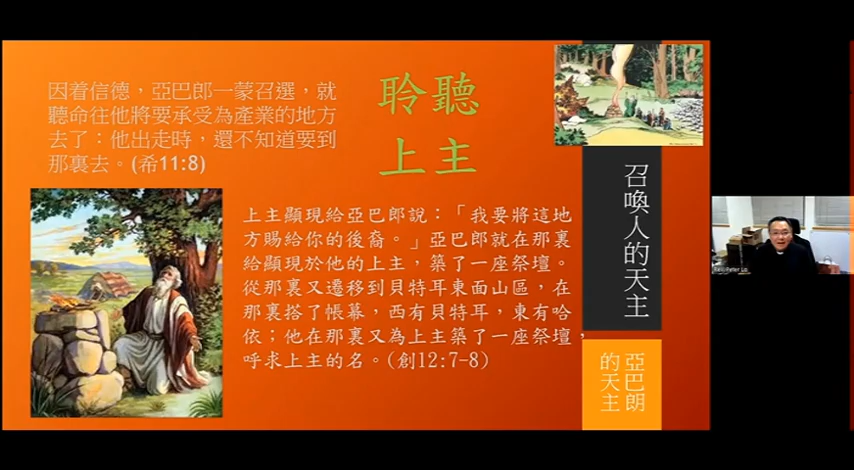 因着信德，亞巴郎一蒙召選，就
聽命往他將要承受為產業的地方
去了：他出走時，還不知道要到
那裏去。(希11:8)
聆聽
上主
上主顯現給亞巴郎說：「我要將這地
方賜給你的後裔。」亞巴郎就在那裏
給顯現於他的上主，築了一座祭壇。
從那裏又遷移到貝特耳東面山區，在
那裏搭了帳幕，西有貝特耳，東有哈
依；他在那裏又為上主築了一座祭壇，
呼求上主的名。(創12:7-8)
召喚人的天主
亞巴朗
的天主